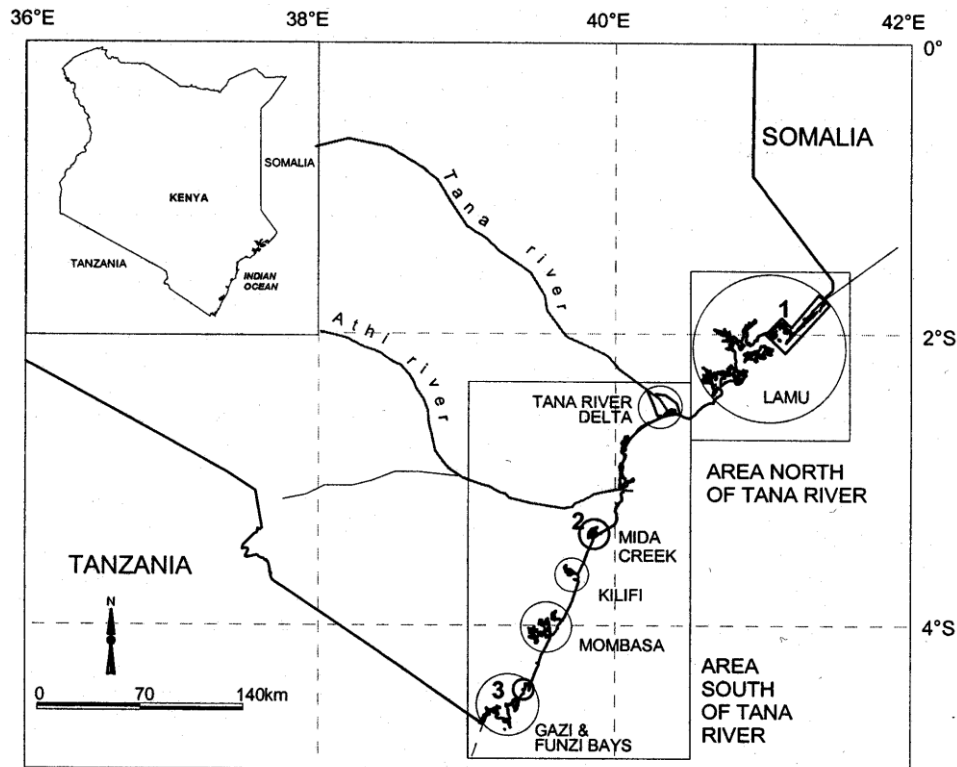 36°E
38°E
40°E
42°E
0°
SOMALIA
SOMALIA
KENYA
TANZANIA
INDIAN
OCEAN
Tana river
Athi river
1
2°S
LAMU
TANA RIVER
DELTA
AREA NORTH
OF TANA RIVER
2
MIDA
CREEK
TANZANIA
KILIFI
N
4°S
MOMBASA
AREA
SOUTH
OF TANA
RIVER
0 70 140km
3
GAZI &
FUNZI BAYS